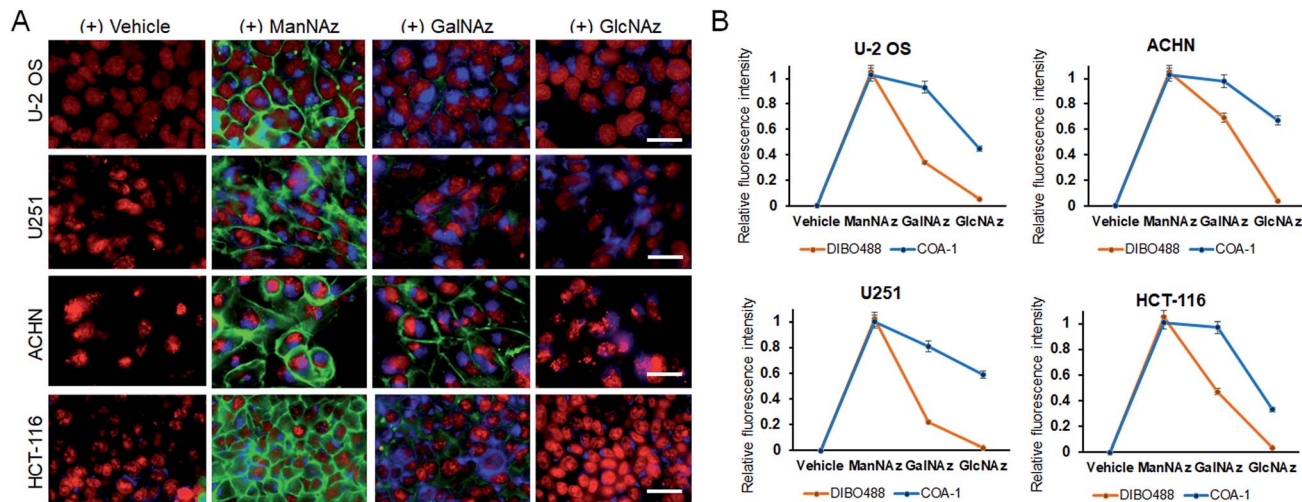 A
(+) Vehicle
(+) ManNAz
(+) GalNAz
(+) GlcNAz
U-2 OS
U251
ACHN
HCT-116
B
U-2 OS
Relative fluorescence intensity
1
0.8
0.6
0.4
0.2
0
Vehicle ManNAz GalNAz GlcNAz
DIBO488 COA-1
ACHN
Relative fluorescence intensity
1
0.8
0.6
0.4
0.2
0
Vehicle ManNAz GalNAz GlcNAz
DIBO488 COA-1
U251
Relative fluorescence intensity
1
0.8
0.6
0.4
0.2
0
Vehicle ManNAz GalNAz GlcNAz
DIBO488 COA-1
HCT-116
Relative fluorescence intensity
1
0.8
0.6
0.4
0.2
0
Vehicle ManNAz GalNAz GlcNAz
DIBO488 COA-1